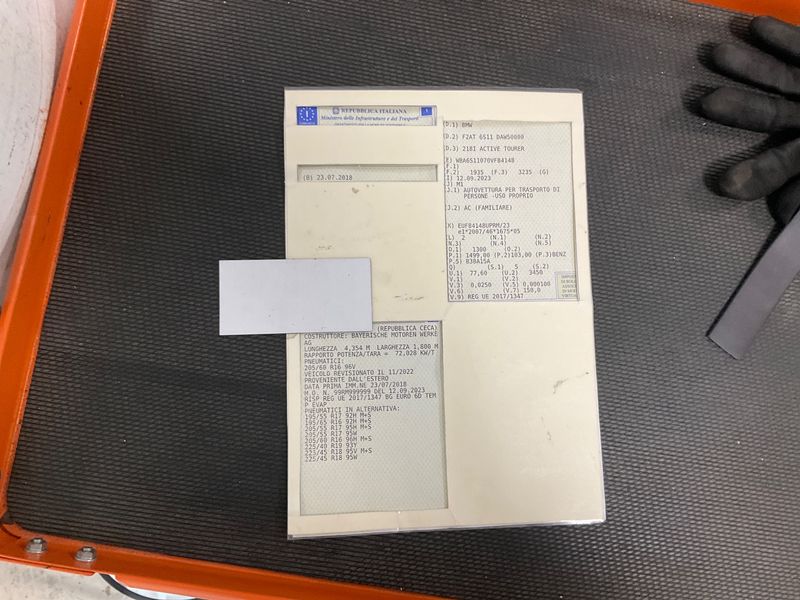 REPUBBLICA ITALIANA
Ministero delle Infrastrutture e dei Trasporti
(B) 23.07.2018
(D.1) BMW
(D.2) F2AT 6S11 DAW50000
(D.3) 218I ACTIVE TOURER
(E) WBA6S11070VFB4148
(F.1)
(F.2) 1935 (F.3) 3235 (G)
(I) 12.09.2023
(J) M1
(J.1) AUTOVETTURA PER TRASPORTO DI
PERSONE -USO PROPRIO
(J.2) AC (FAMILIARE)
(K) EUFB4148UPRM/23
e1*2007/46*1675*05
(L) 2 (N.1) (N.2)
(N.3) (N.4) (N.5)
(O.1) 1300 (O.2)
(P.1) 1499,00 (P.2)103,00 (P.3)BENZ
(P.5) B38A15A
(Q) (S.1) 5 (S.2)
(U.1) 77,60 (U.2) 3450
(V.1) (V.2)
(V.3) 0,0250 (V.5) 0,000100
(V.6) (V.7) 150,0
(V.9) REG UE 2017/1347
(REPUBBLICA CECA)
COSTRUTTORE: BAYERISCHE MOTOREN WERKE
AG
LUNGHEZZA 4,354 M LARGHEZZA 1,800 M
RAPPORTO POTENZA/TARA = 72,028 KW/T
PNEUMATICI:
205/60 R16 96V
VEICOLO REVISIONATO IL 11/2022
PROVENIENTE DALL'ESTERO
DATA PRIMA IMM.NE 23/07/2018
M.O. N. 99RM999999 DEL 12.09.2023
RISP REG UE 2017/1347 BG EURO 6D TEM
P EVAP
PNEUMATICI IN ALTERNATIVA:
195/55 R17 92H M+S
195/65 R16 92H M+S
205/55 R17 95H M+S
205/55 R17 95W
205/60 R16 96H M+S
225/40 R19 93Y
225/45 R18 95V M+S
225/45 R18 95W